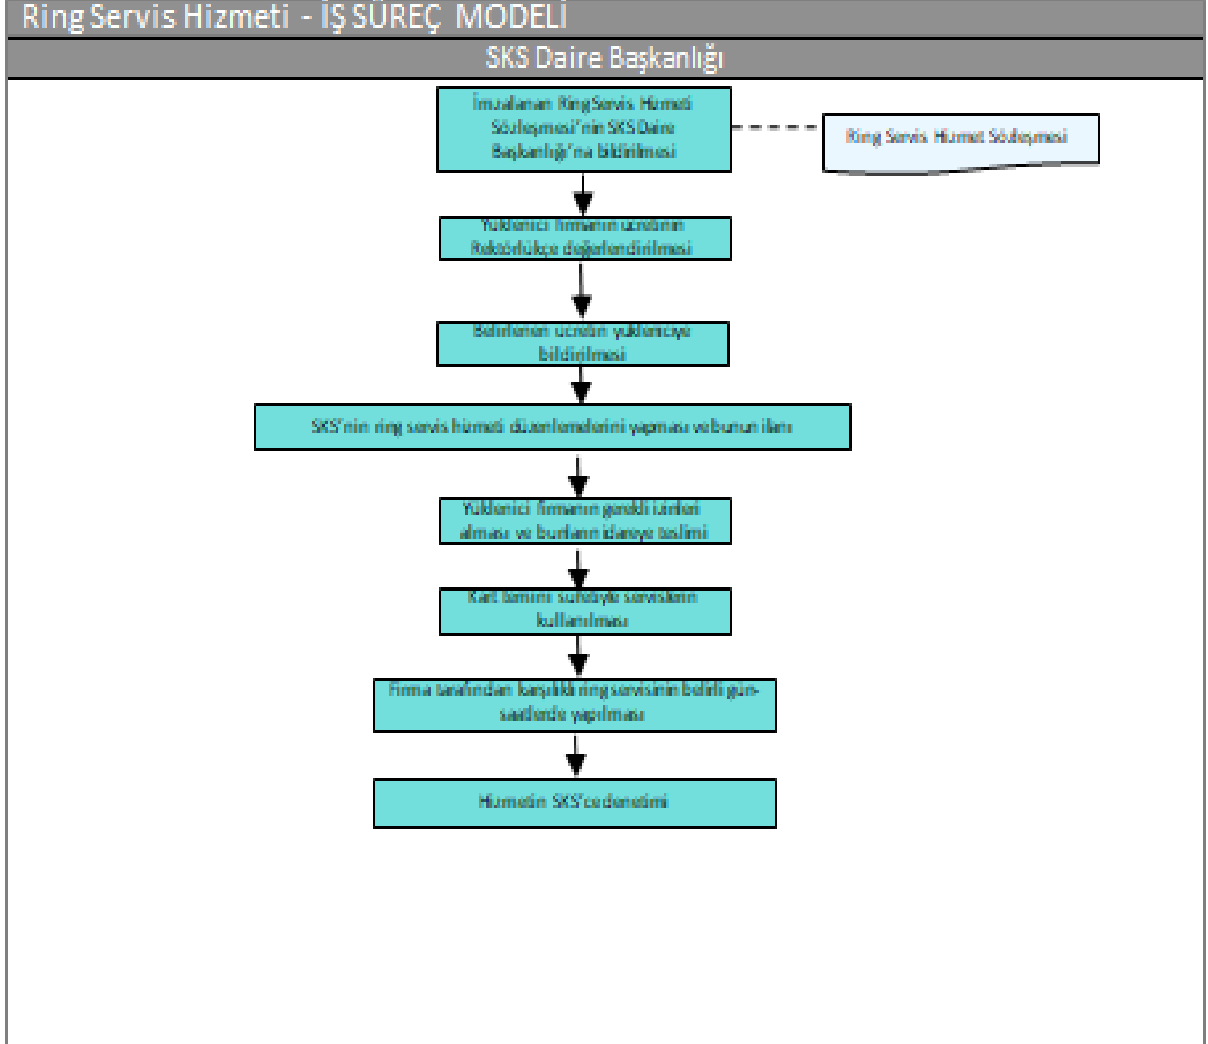 Ring Servis Hizmeti - İŞ SÜREÇ MODELİ
SKS Daire Başkanlığı
İmzalanan Ring Servis Hizmeti
Sözleşmesi'nin SKS Daire
Başkanlığı'na bildirilmesi
Ring Servis Hizmet Sözleşmesi
Yüklenici firmanın ücretinin
Rektörlükçe değerlendirilmesi
Belirlenen ücretin yükleniciye
bildirilmesi
SKS'nin ring servis hizmeti düzenlemelerini yapması ve bunun ilanı
Yüklenici firmanın gerekli izinleri
alması ve bunların idareye teslimi
Kart temini suretiyle servislerin
kullanılması
Firma tarafından karşılıklı ring servisinin belirli gün-
saatlerde yapılması
Hizmetin SKS'ce denetimi